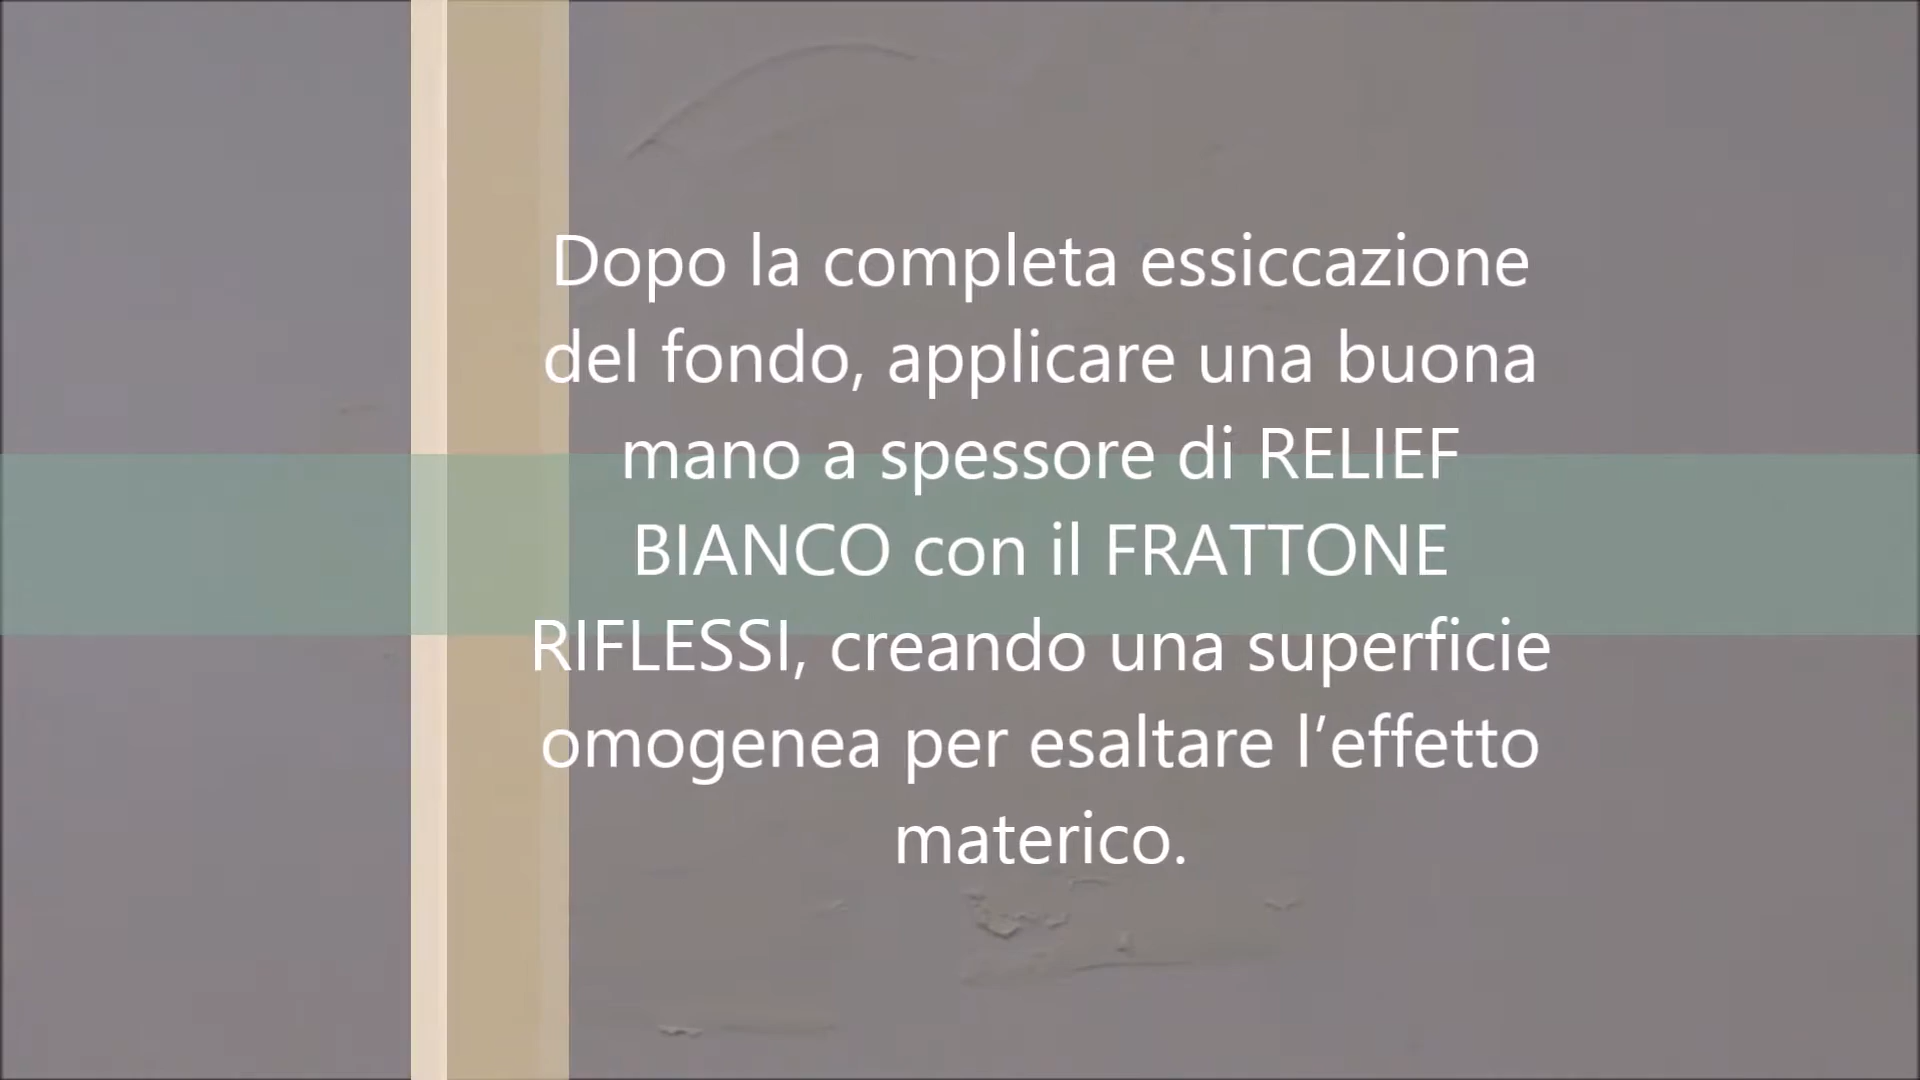 Dopo la completa essiccazione
del fondo, applicare una buona
mano a spessore di RELIEF
BIANCO con il FRATTONE
RIFLESSI, creando una superficie
omogenea per esaltare l’effetto
materico.